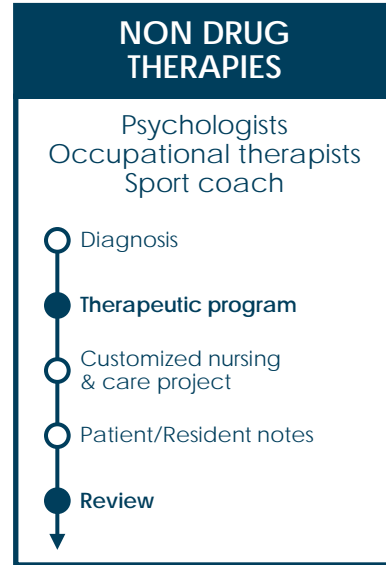 NON DRUG
THERAPIES
Psychologists
Occupational therapists
Sport coach
Diagnosis
Therapeutic program
Customized nursing
& care project
Patient/Resident notes
Review